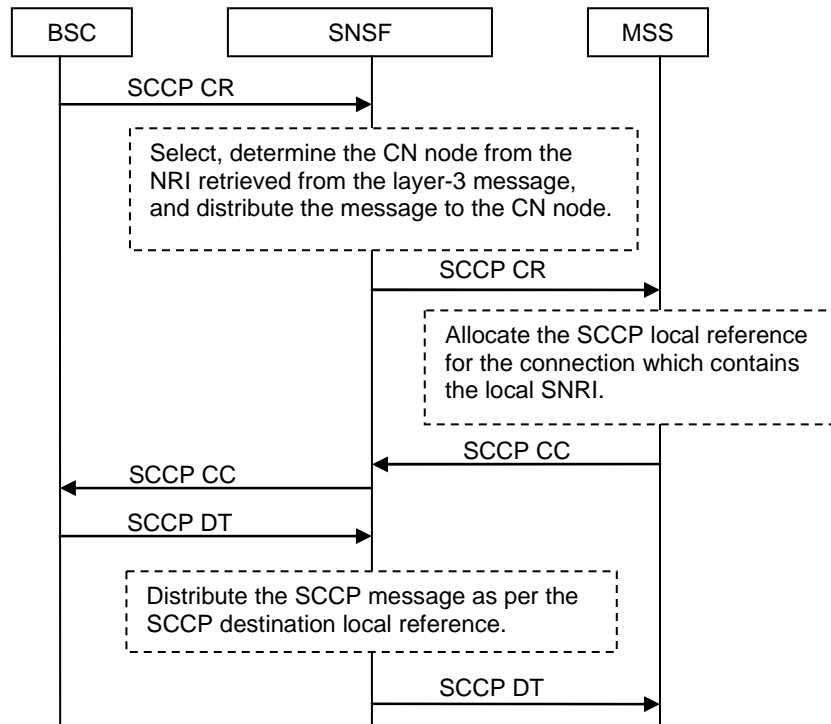 BSC
SNSF
MSS
SCCP CR
Select, determine the CN node from the
NRI retrieved from the layer-3 message,
and distribute the message to the CN node.
SCCP CR
Allocate the SCCP local reference
for the connection which contains
the local SNRI.
SCCP CC
SCCP CC
SCCP DT
Distribute the SCCP message as per the
SCCP destination local reference.
SCCP DT